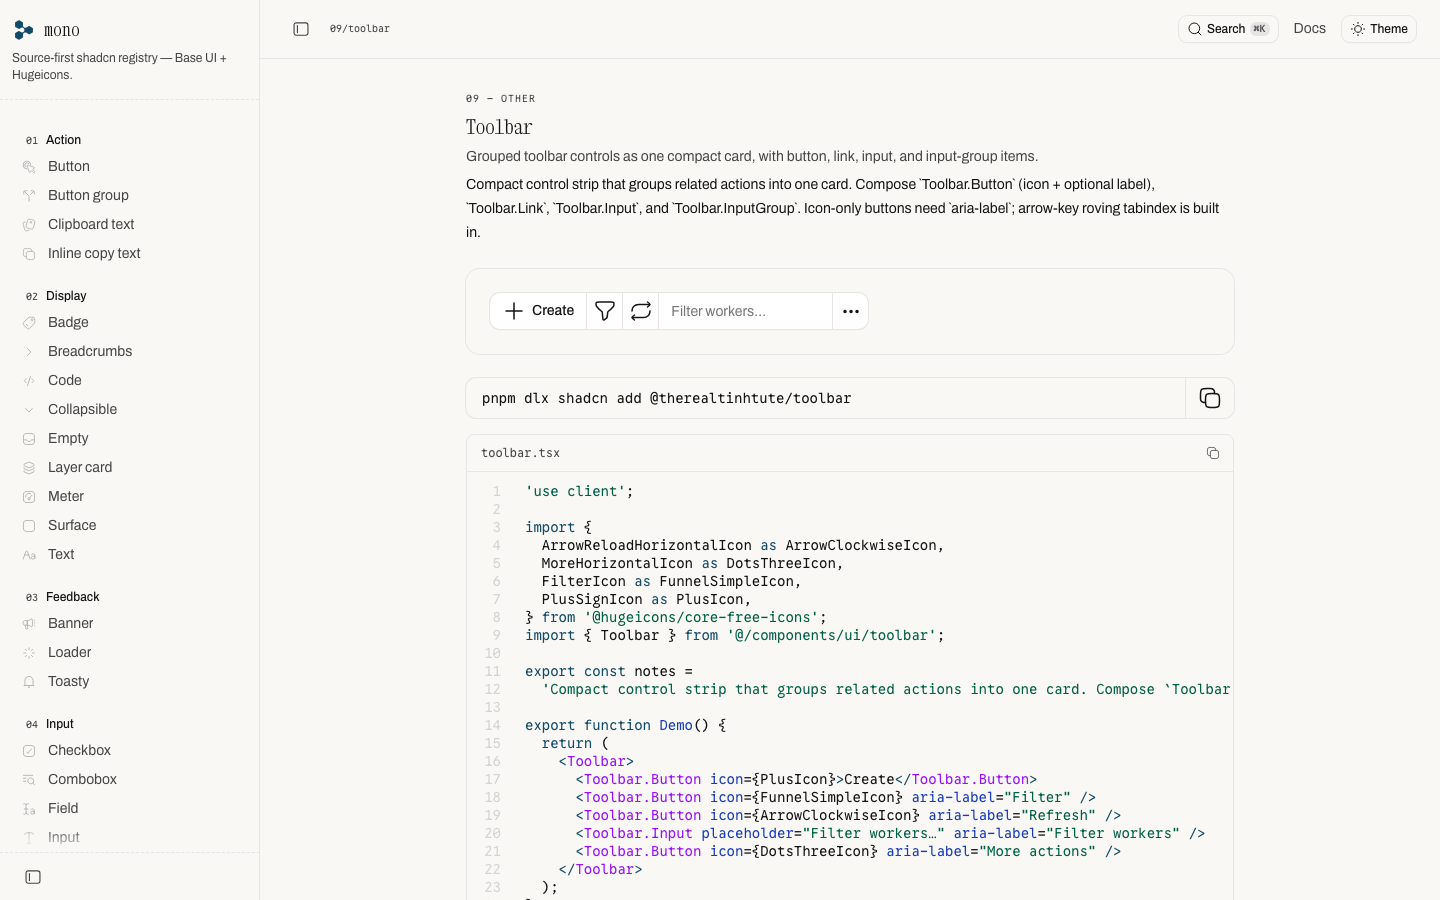 mono
Source-first shadcn registry — Base UI +
Hugeicons.
01 Action
Button
Button group
Clipboard text
Inline copy text
02 Display
Badge
Breadcrumbs
Code
Collapsible
Empty
Layer card
Meter
Surface
Text
03 Feedback
Banner
Loader
Toasty
04 Input
Checkbox
Combobox
Field
Input
09/toolbar
Search ⌘K
Docs
Theme
09 — OTHER
Toolbar
Grouped toolbar controls as one compact card, with button, link, input, and input-group items.
Compact control strip that groups related actions into one card. Compose `Toolbar.Button` (icon + optional label),
`Toolbar.Link`, `Toolbar.Input`, and `Toolbar.InputGroup`. Icon-only buttons need `aria-label`; arrow-key roving tabindex is built
in.
Create
Filter workers...
pnpm dlx shadcn add @therealtinhtute/toolbar
toolbar.tsx
1 'use client';
2
3 import {
4 ArrowReloadHorizontalIcon as ArrowClockwiseIcon,
5 MoreHorizontalIcon as DotsThreeIcon,
6 FilterIcon as FunnelSimpleIcon,
7 PlusSignIcon as PlusIcon,
8 } from '@hugeicons/core-free-icons';
9 import { Toolbar } from '@/components/ui/toolbar';
10
11 export const notes =
12 'Compact control strip that groups related actions into one card. Compose `Toolbar
13
14 export function Demo() {
15 return (
16 <Toolbar>
17 <Toolbar.Button icon={PlusIcon}>Create</Toolbar.Button>
18 <Toolbar.Button icon={FunnelSimpleIcon} aria-label="Filter" />
19 <Toolbar.Button icon={ArrowClockwiseIcon} aria-label="Refresh" />
20 <Toolbar.Input placeholder="Filter workers…" aria-label="Filter workers" />
21 <Toolbar.Button icon={DotsThreeIcon} aria-label="More actions" />
22 </Toolbar>
23 );